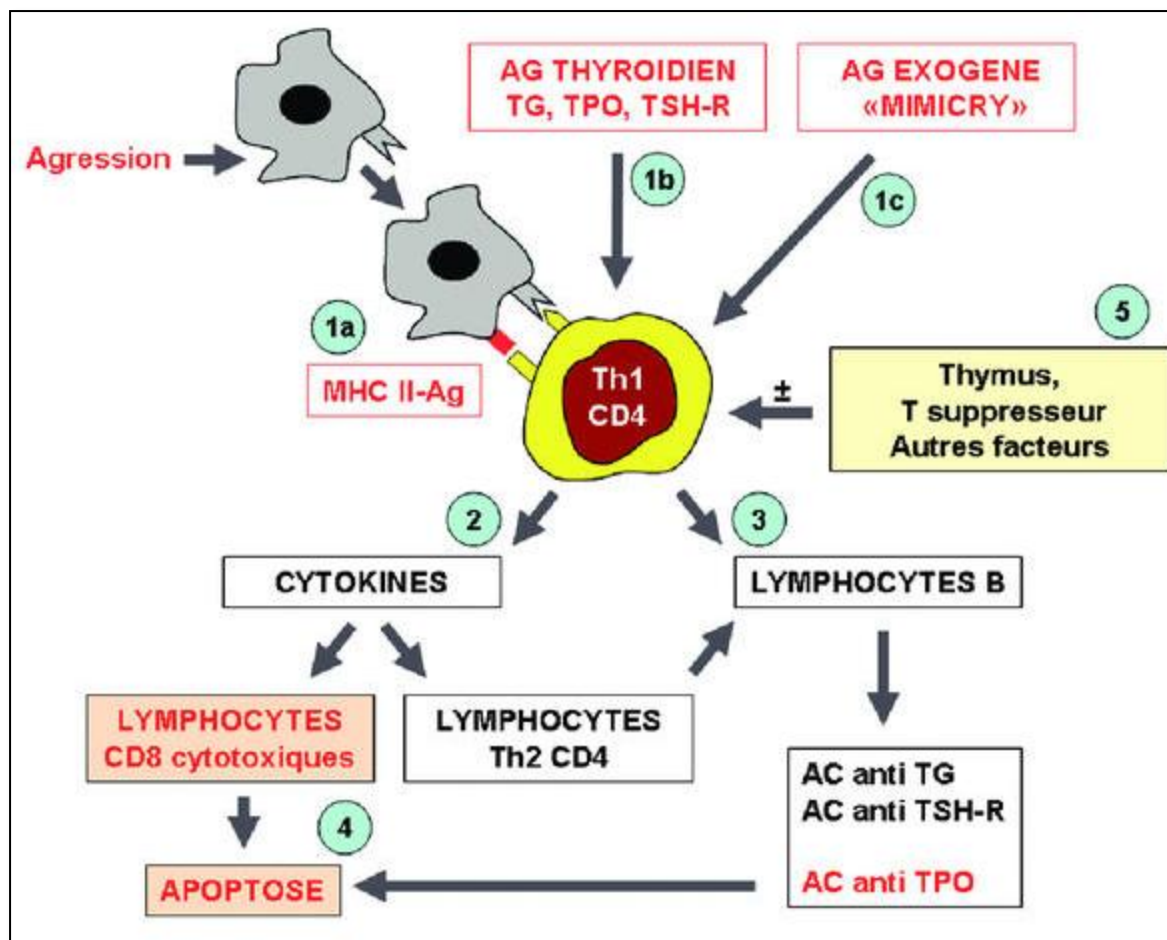 AG THYROIDIEN
TG, TPO, TSH-R
AG EXOGENE
«MIMICRY»
Agression
1b
1c
1a
MHC II-Ag
Th1
CD4
±
5
Thymus,
T suppresseur
Autres facteurs
2
3
CYTOKINES
LYMPHOCYTES B
LYMPHOCYTES
CD8 cytotoxiques
LYMPHOCYTES
Th2 CD4
AC anti TG
AC anti TSH-R
AC anti TPO
4
APOPTOSE